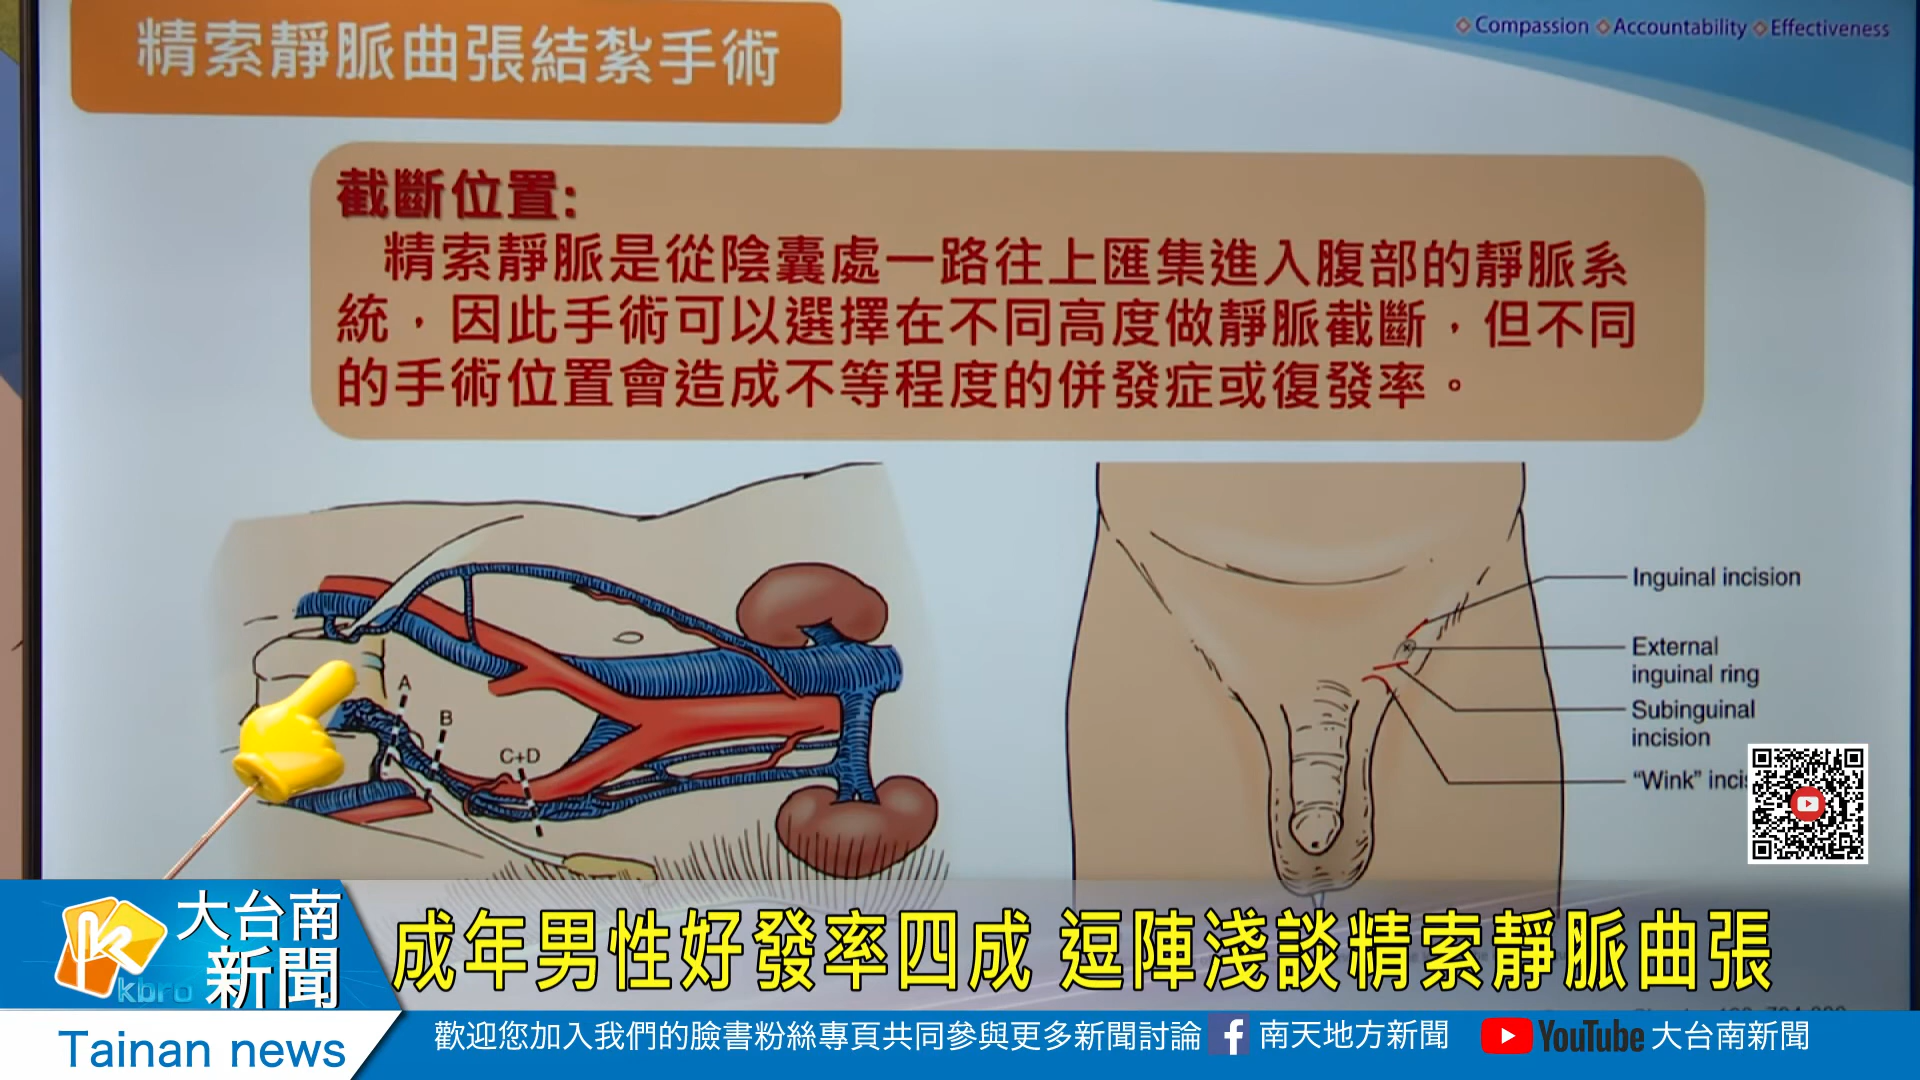 Compassion Accountability Effectiveness
精索靜脈曲張結紮手術
截斷位置:
精索靜脈是從陰囊處一路往上匯集進入腹部的靜脈系
統，因此手術可以選擇在不同高度做靜脈截斷，但不同
的手術位置會造成不等程度的併發症或復發率。
A
B
C+D
Inguinal incision
External
inguinal ring
Subinguinal
incision
“Wink” incis
大台南
新聞
kbro
成年男性好發率四成 逗陣淺談精索靜脈曲張
Tainan news
歡迎您加入我們的臉書粉絲專頁共同參與更多新聞討論 南天地方新聞 YouTube 大台南新聞